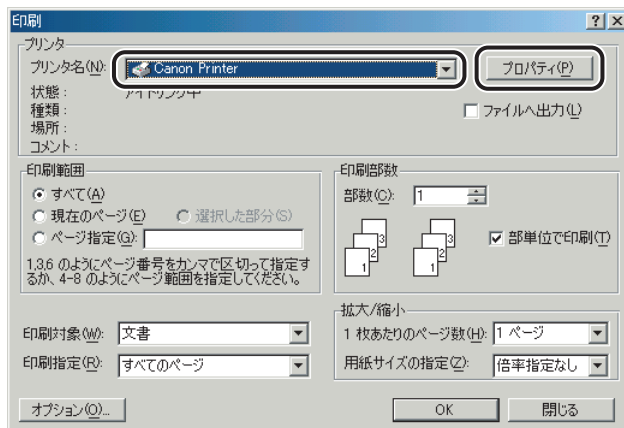 印刷
プリンタ
プリンタ名(N): Canon Printer プロパティ(P)
状態: アイドリング中
種類: ファイルへ出力(L)
場所:
コメント:
印刷範囲
すべて(A)
現在のページ(E) 選択した部分(S)
ページ指定(G):
1,3,6 のようにページ番号をカンマで区切って指定す
るか、4-8 のようにページ範囲を指定してください。
印刷部数
部数(C): 1
1 2 3 1 2 3
部単位で印刷(T)
印刷対象(W): 文書
印刷指定(R): すべてのページ
拡大/縮小
1 枚あたりのページ数(H): 1 ページ
用紙サイズの指定(Z): 倍率指定なし
オプション(O)... OK 閉じる